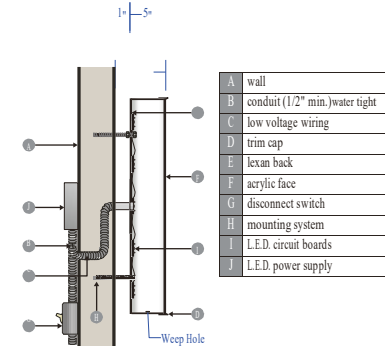 1" 5"
A wall
B conduit (1/2" min.)water tight
C low voltage wiring
D trim cap
E lexan back
F acrylic face
G disconnect switch
H mounting system
I L.E.D. circuit boards
J L.E.D. power supply
A
F
J
I
H
D
Weep Hole